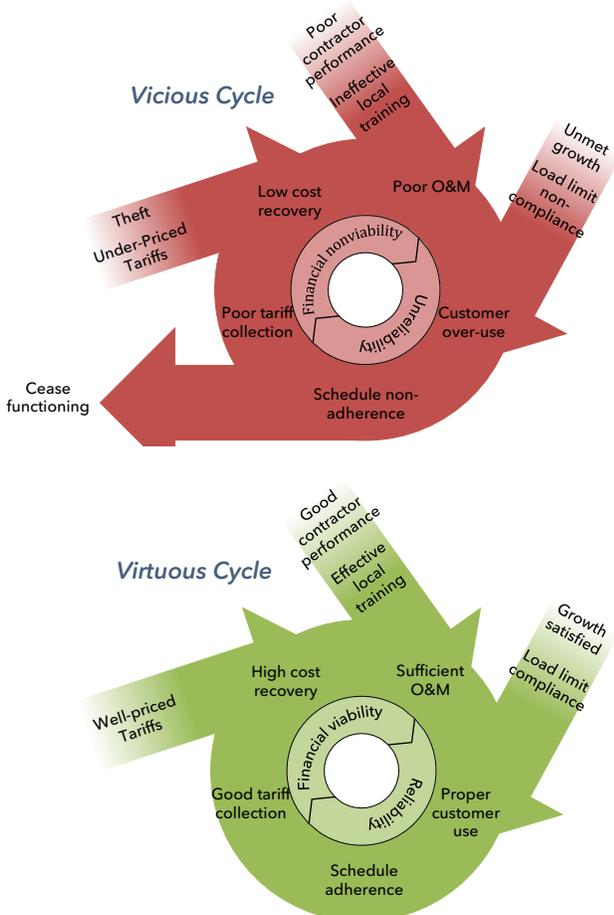 Vicious Cycle
Poor
contractor
performance
Ineffective
local
training
Unmet
growth
Load limit
non-
compliance
Theft
Under-Priced
Tariffs
Low cost
recovery
Poor O&M
Financial nonviability
Unreliability
Poor tariff
collection
Customer
over-use
Schedule non-
adherence
Cease
functioning
Virtuous Cycle
Good
contractor
performance
Effective
local
training
Growth
satisfied
Load limit
compliance
Well-priced
Tariffs
High cost
recovery
Sufficient
O&M
Financial viability
Reliability
Good tariff
collection
Proper
customer
use
Schedule
adherence